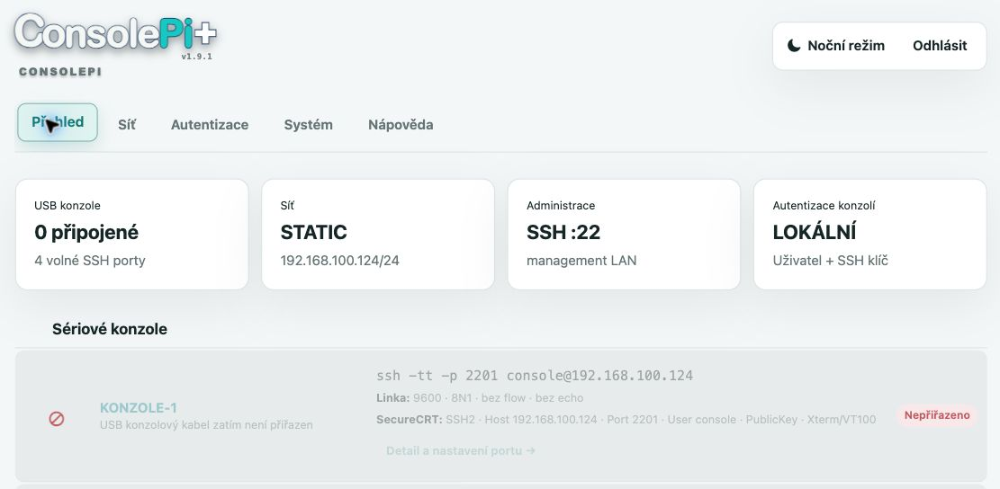 ConsolePi+
v1.9.1
CONSOLEPI
Noční režim
Odhlásit
Přehled
Síť
Autentizace
Systém
Nápověda
USB konzole
0 připojené
4 volné SSH porty
Síť
STATIC
192.168.100.124/24
Administrace
SSH :22
management LAN
Autentizace konzolí
LOKÁLNÍ
Uživatel + SSH klíč
Sériové konzole
KONZOLE-1
USB konzolový kabel zatím není přiřazen
ssh -tt -p 2201 console@192.168.100.124
Linka: 9600 · 8N1 · bez flow · bez echo
SecureCRT: SSH2 · Host 192.168.100.124 · Port 2201 · User console · PublicKey · Xterm/VT100
Detail a nastavení portu →
Nepřiřazeno